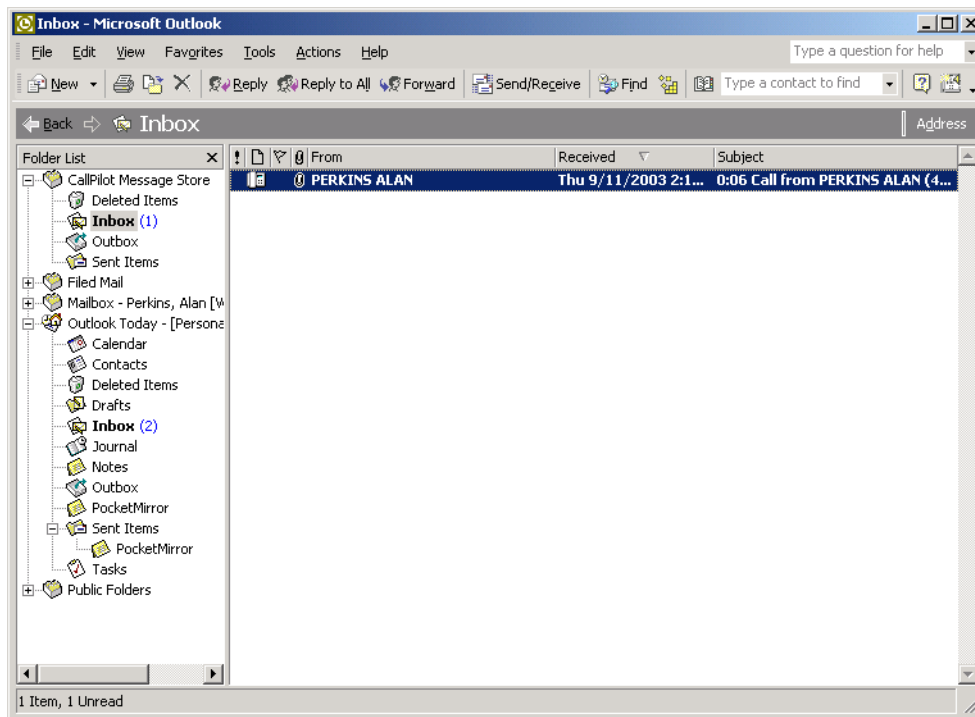 Inbox - Microsoft Outlook
File Edit View Favorites Tools Actions Help Type a question for help
New Reply Reply to All Forward Send/Receive Find Type a contact to find
Back Inbox Address
Folder List ! From Received Subject
CallPilot Message Store PERKINS ALAN Thu 9/11/2003 2:1... 0:06 Call from PERKINS ALAN (4...
Deleted Items
Inbox (1)
Outbox
Sent Items
Filed Mail
Mailbox - Perkins, Alan [W
Outlook Today - [Persona
Calendar
Contacts
Deleted Items
Drafts
Inbox (2)
Journal
Notes
Outbox
PocketMirror
Sent Items
PocketMirror
Tasks
Public Folders
1 Item, 1 Unread